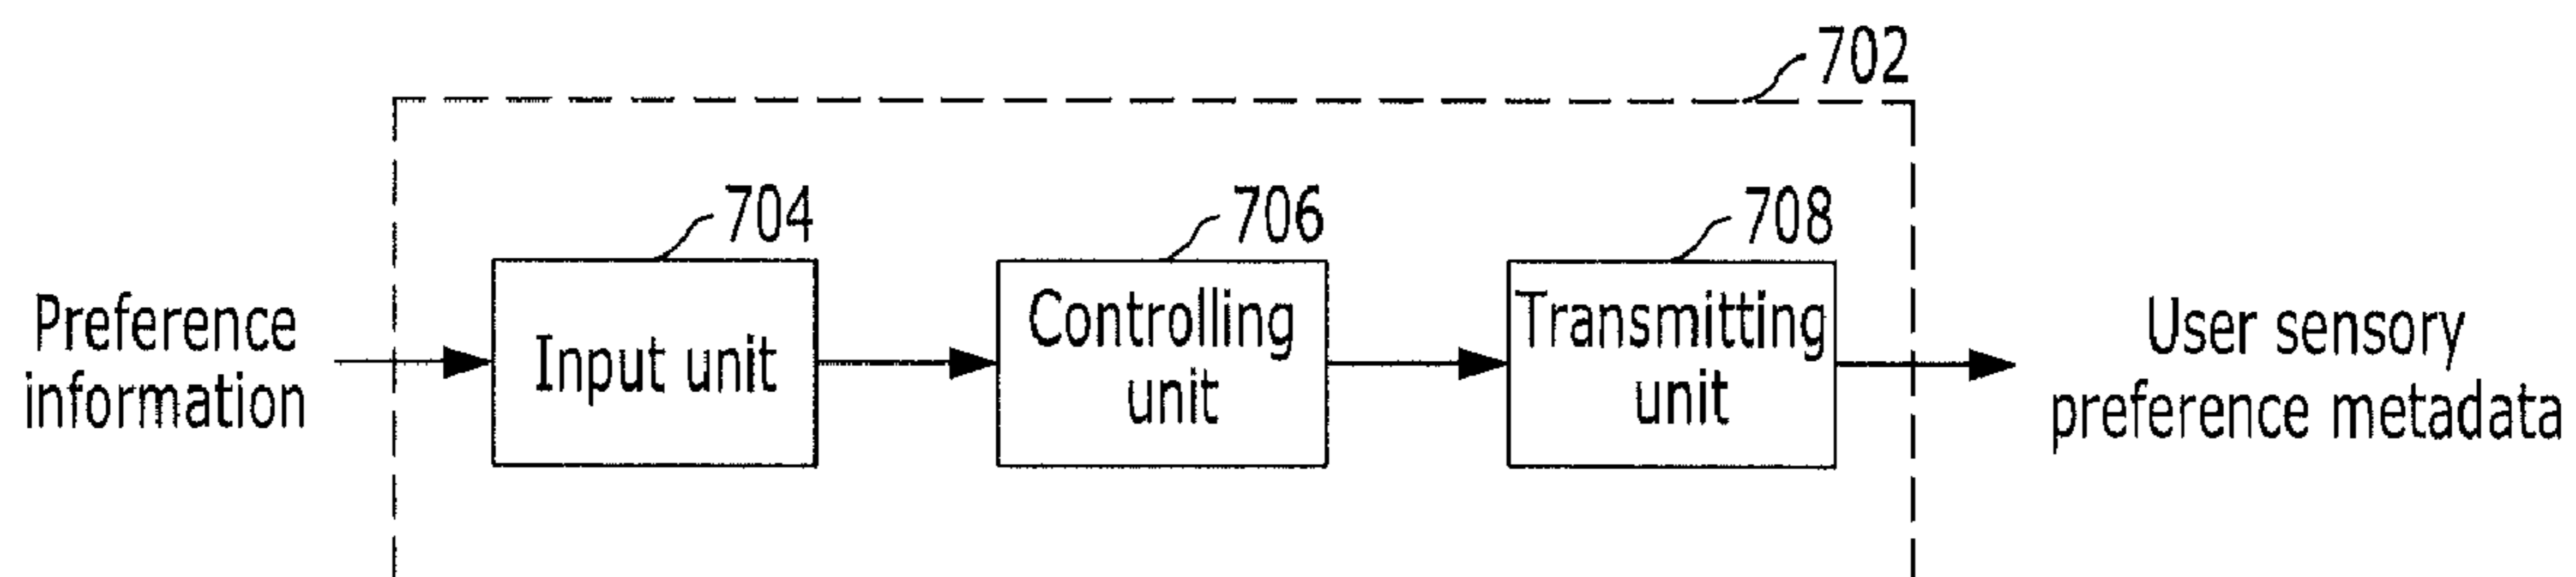 702
704
706
708
Preference
information
Input unit
Controlling
unit
Transmitting
unit
User sensory
preference metadata